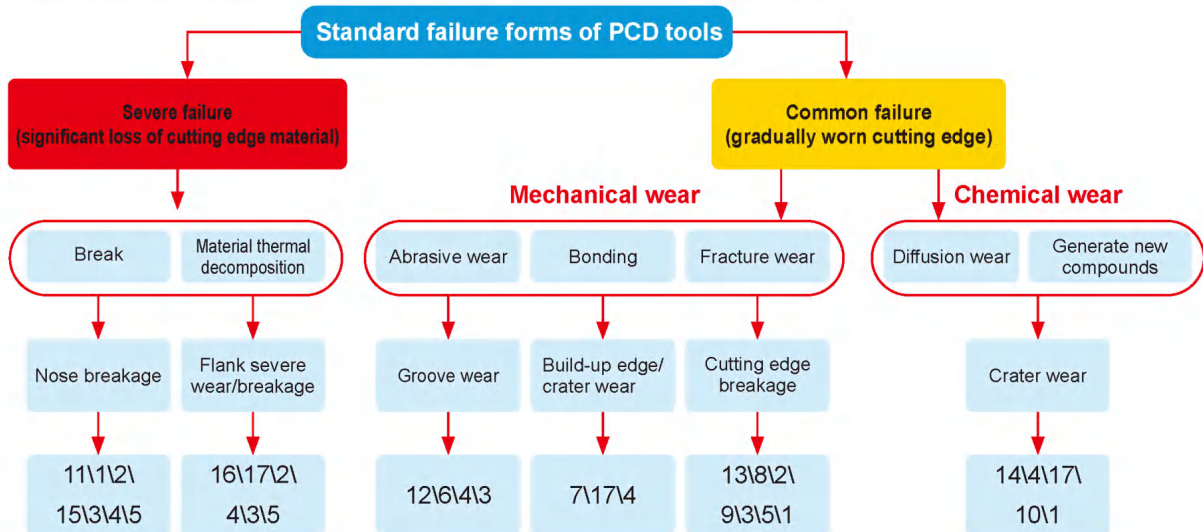 Standard failure forms of PCD tools
Severe failure
(significant loss of cutting edge material)
Common failure
(gradually worn cutting edge)
Mechanical wear
Chemical wear
Break
Material thermal
decomposition
Abrasive wear
Bonding
Fracture wear
Diffusion wear
Generate new
compounds
Nose breakage
Flank severe
wear/breakage
Groove wear
Build-up edge/
crater wear
Cutting edge
breakage
Crater wear
11\1\2\
15\3\4\5
16\17\2\
4\3\5
12\6\4\3
7\17\4
13\8\2\
9\3\5\1
14\4\17\
10\1